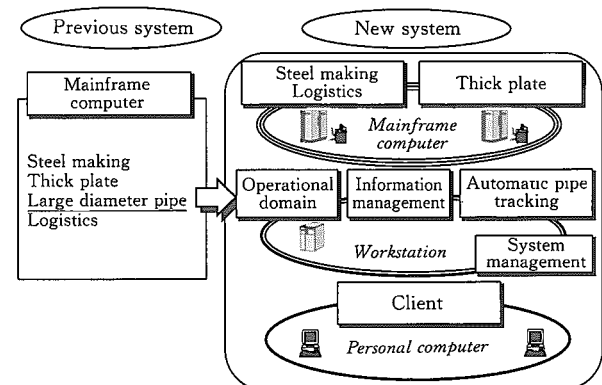 Previous system
New system
Mainframe
computer
Steel making
Thick plate
Large diameter pipe
Logistics
Steel making
Logistics
Thick plate
Mainframe
computer
Operational
domain
Information
management
Automatic pipe
tracking
Workstation
System
management
Client
Personal computer